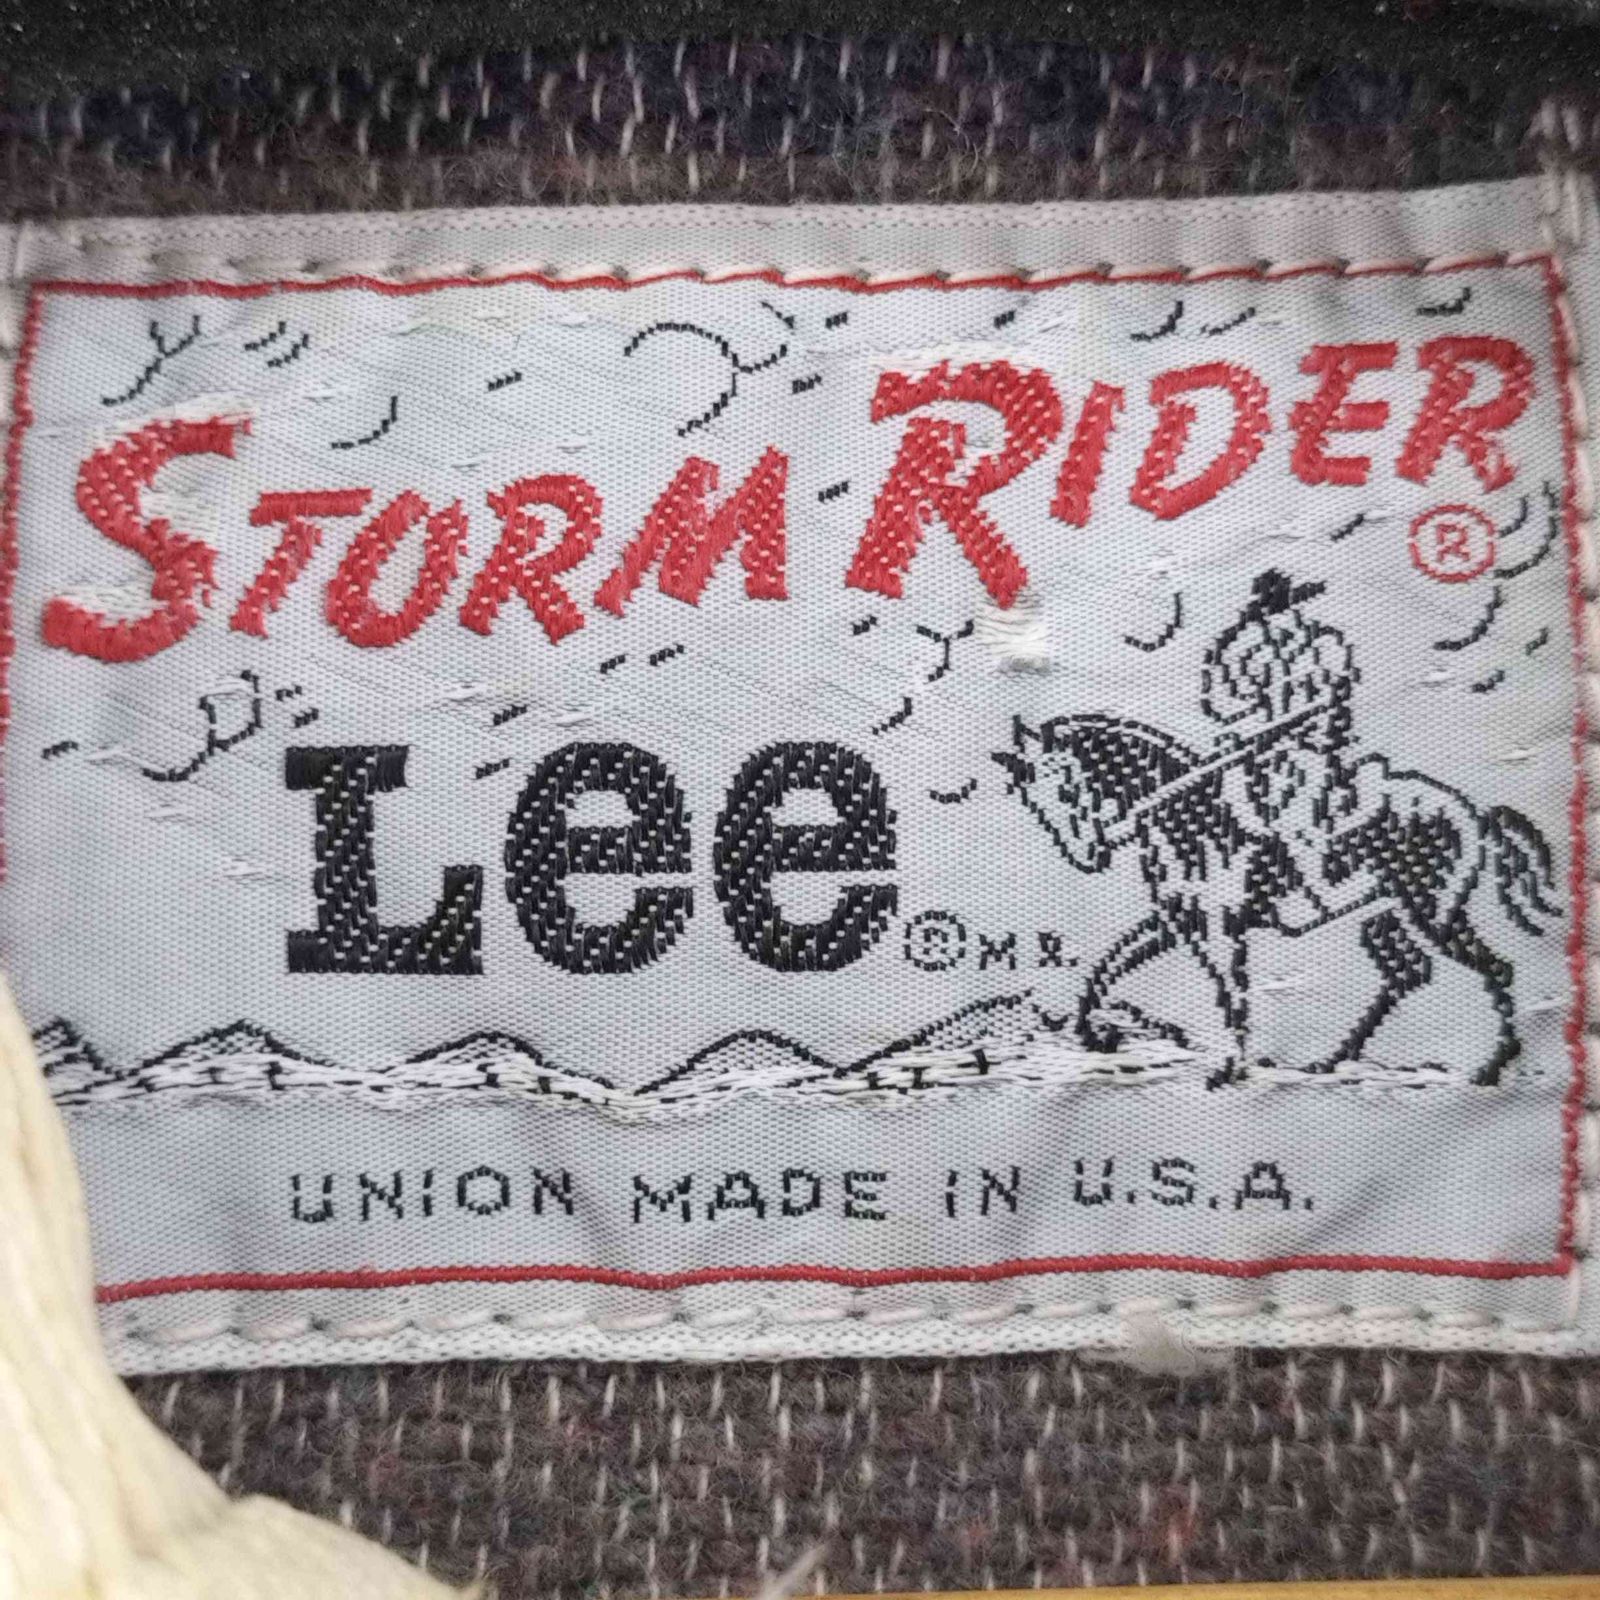 STORM RIDER ®
Lee ® M R.
UNION MADE IN U.S.A.